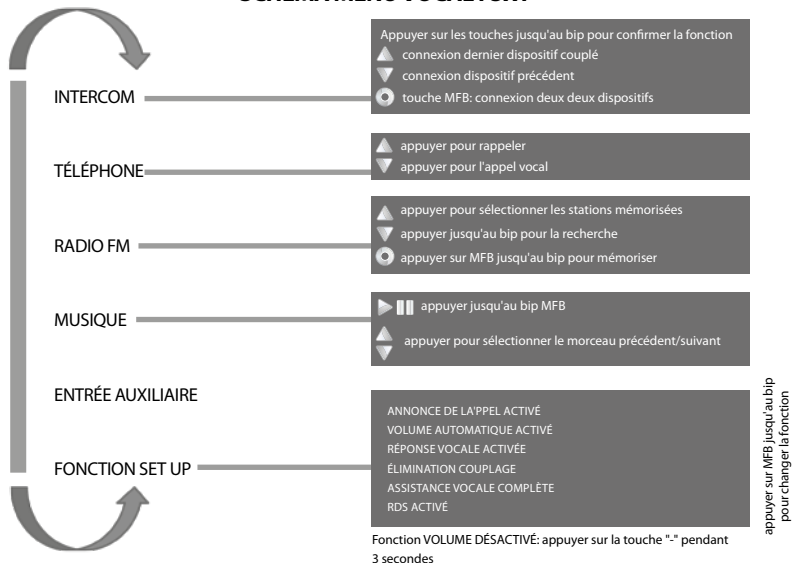 Appuyer sur les touches jusqu'au bip pour confirmer la fonction
connexion dernier dispositif couplé
connexion dispositif précédent
INTERCOM
touche MFB: connexion deux deux dispositifs
appuyer pour rappeler
TÉLÉPHONE
appuyer pour l'appel vocal
appuyer pour sélectionner les stations mémorisées
RADIO FM
appuyer jusqu'au bip pour la recherche
appuyer sur MFB jusqu'au bip pour mémoriser
appuyer jusqu'au bip MFB
MUSIQUE
appuyer pour sélectionner le morceau précédent/suivant
ENTRÉE AUXILIAIRE
ANNONCE DE LA'PPEL ACTIVÉ
VOLUME AUTOMATIQUE ACTIVÉ
RÉPONSE VOCALE ACTIVÉE
FONCTION SET UP
ÉLIMINATION COUPLAGE
ASSISTANCE VOCALE COMPLÈTE
RDS ACTIVÉ
appuyer sur MFB jusqu'au bip
pour changer la fonction
Fonction VOLUME DÉSACTIVÉ: appuyer sur la touche "-" pendant
3 secondes